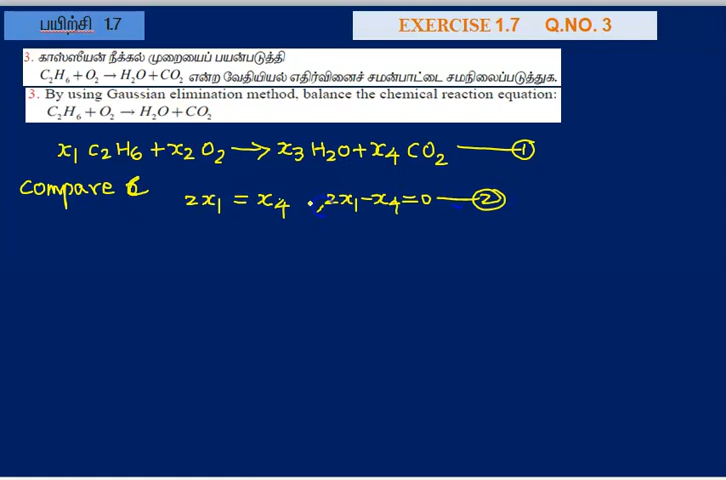 பயிற்சி 1.7
EXERCISE 1.7 Q.NO. 3
3. காஸ்ஸியன் நீக்கல் முறையைப் பயன்படுத்தி
C₂H₆ + O₂ → H₂O + CO₂ என்ற வேதியியல் எதிர்வினைச் சமன்பாட்டை சமநிலைப்படுத்துக.
3. By using Gaussian elimination method, balance the chemical reaction equation:
C₂H₆ + O₂ → H₂O + CO₂
x₁ C₂H₆ + x₂ O₂ → x₃ H₂O + x₄ CO₂ — ①
Compare C
2x₁ = x₄ ., 2x₁ - x₄ = 0 — ②